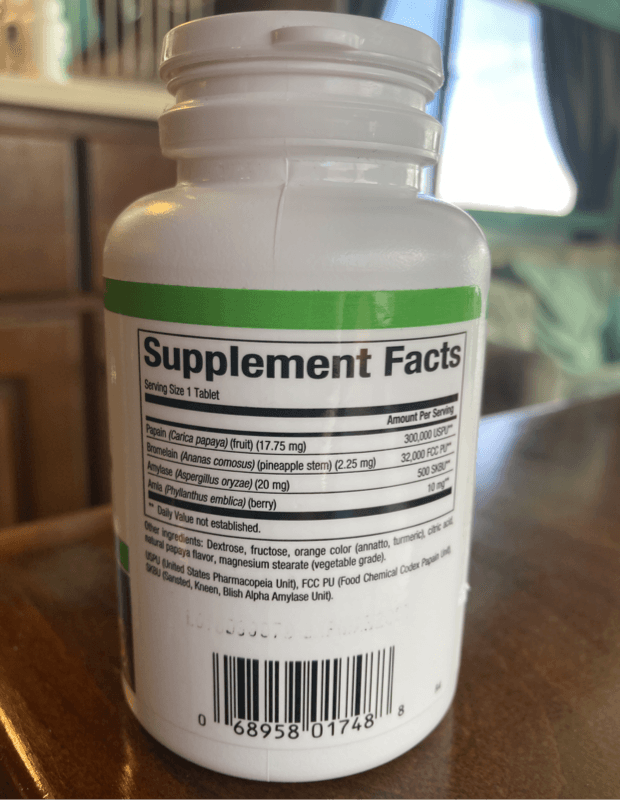 Supplement Facts
Serving Size 1 Tablet
Amount Per Serving
Papain (Carica papaya) (fruit) (17.75 mg) 300,000 USPU**
Bromelain (Ananas comosus) (pineapple stem) (2.25 mg) 32,000 FCC PU**
Amylase (Aspergillus oryzae) (20 mg) 500 SKBU**
Amla (Phyllanthus emblica) (berry) 10 mg**
** Daily Value not established.
Other ingredients: Dextrose, fructose, orange color (annatto, turmeric), citric acid,
natural papaya flavor, magnesium stearate (vegetable grade).
USPU (United States Pharmacopeia Unit), FCC PU (Food Chemical Codex Papain Unit),
SKBU (Sansted, Kneen, Blish Alpha Amylase Unit).
0 68958 01748 8